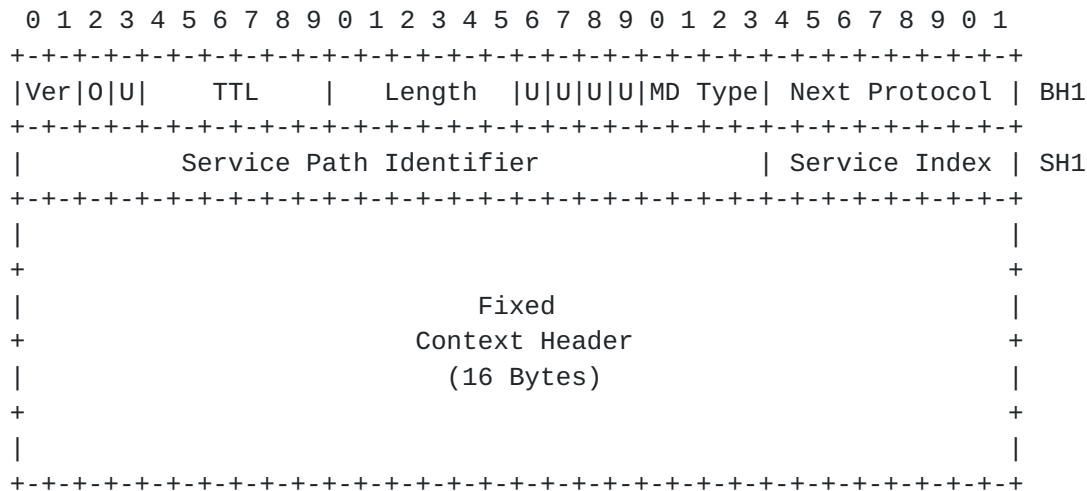 0 1 2 3 4 5 6 7 8 9 0 1 2 3 4 5 6 7 8 9 0 1 2 3 4 5 6 7 8 9 0 1
+-+-+-+-+-+-+-+-+-+-+-+-+-+-+-+-+-+-+-+-+-+-+-+-+-+-+-+-+-+-+-+-+
|Ver|O|U|    TTL    |   Length  |U|U|U|U|MD Type| Next Protocol | BH1
+-+-+-+-+-+-+-+-+-+-+-+-+-+-+-+-+-+-+-+-+-+-+-+-+-+-+-+-+-+-+-+-+
|          Service Path Identifier              | Service Index | SH1
+-+-+-+-+-+-+-+-+-+-+-+-+-+-+-+-+-+-+-+-+-+-+-+-+-+-+-+-+-+-+-+-+
|                                                               |
+                                                               +
|                             Fixed                             |
+                         Context Header                        +
|                           (16 Bytes)                          |
+                                                               +
|                                                               |
+-+-+-+-+-+-+-+-+-+-+-+-+-+-+-+-+-+-+-+-+-+-+-+-+-+-+-+-+-+-+-+-+